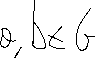 a, b ∈ G